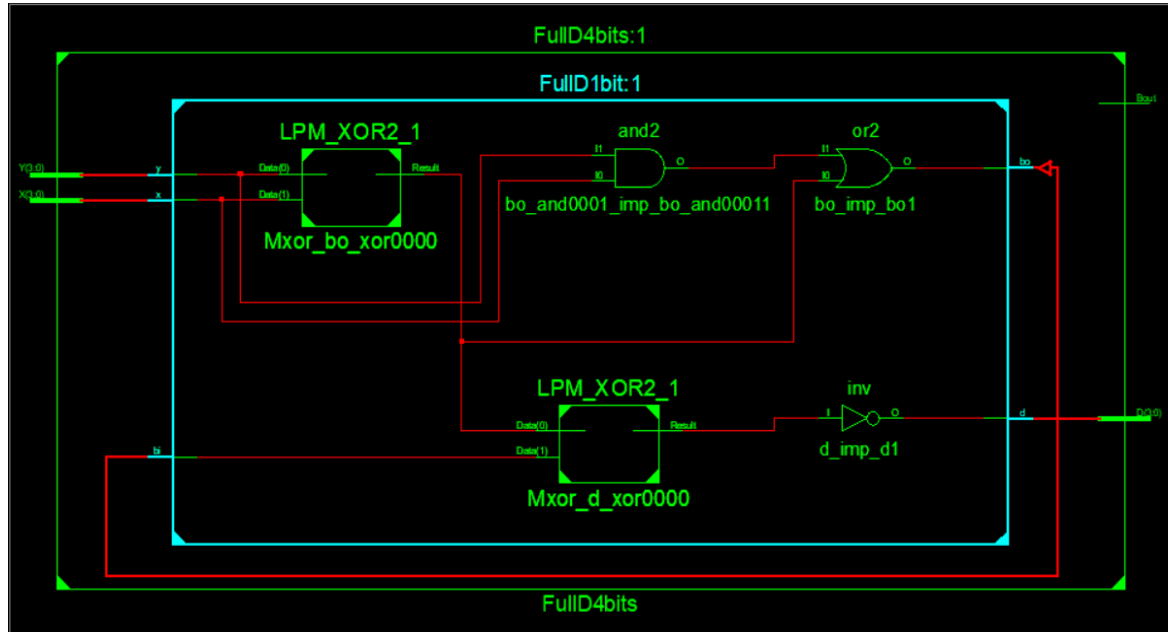 FullD4bits:1
FullD1bit:1
Bout
LPM_XOR2_1
and2
or2
Y(3:0)
y
Data(0)
Result
I1
O
I1
O
bo
X(3:0)
x
Data(1)
I0
I0
bo_and0001_imp_bo_and00011
bo_imp_bo1
Mxor_bo_xor0000
LPM_XOR2_1
inv
Data(0)
Result
I
O
d
D(3:0)
bi
Data(1)
d_imp_d1
Mxor_d_xor0000
FullD4bits